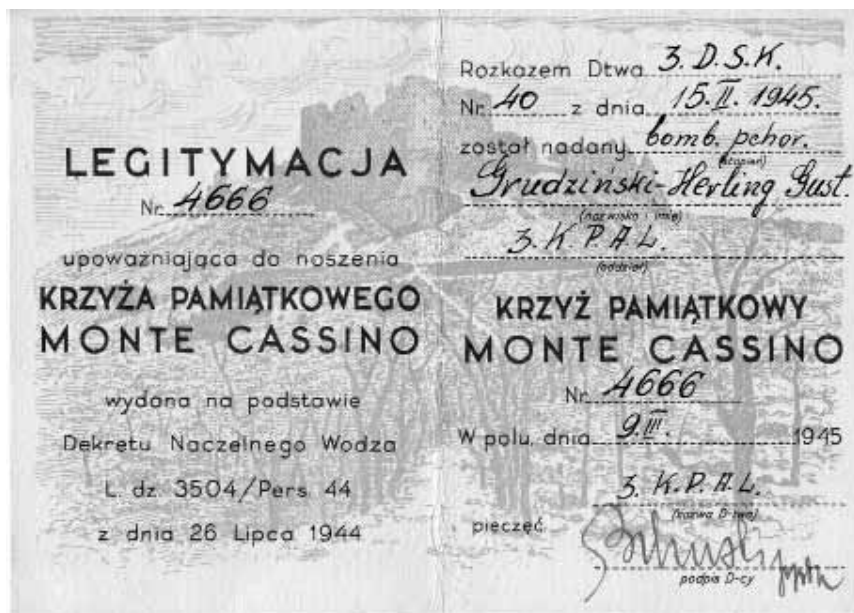 LEGITYMACJA
Nr. 4666
upoważniająca do noszenia
KRZYŻA PAMIĄTKOWEGO
MONTE CASSINO
wydana na podstawie
Dekretu Naczelnego Wodza
L. dz. 3504/Pers 44
z dnia 26 Lipca 1944
Rozkazem Dtwa 3. D.S.K.
Nr 40 z dnia 15. II. 1945.
został nadany bomb. pchor.
(stopień)
Grudziński-Herling Gust.
(nazwisko i imię)
3. K.P.A.L.
(oddział)
KRZYŻ PAMIĄTKOWY
MONTE CASSINO
Nr. 4666
W polu, dnia 9. III. 1945
3. K.P.A.L.
(nazwa D-twa)
pieczęć
podpis D-cy